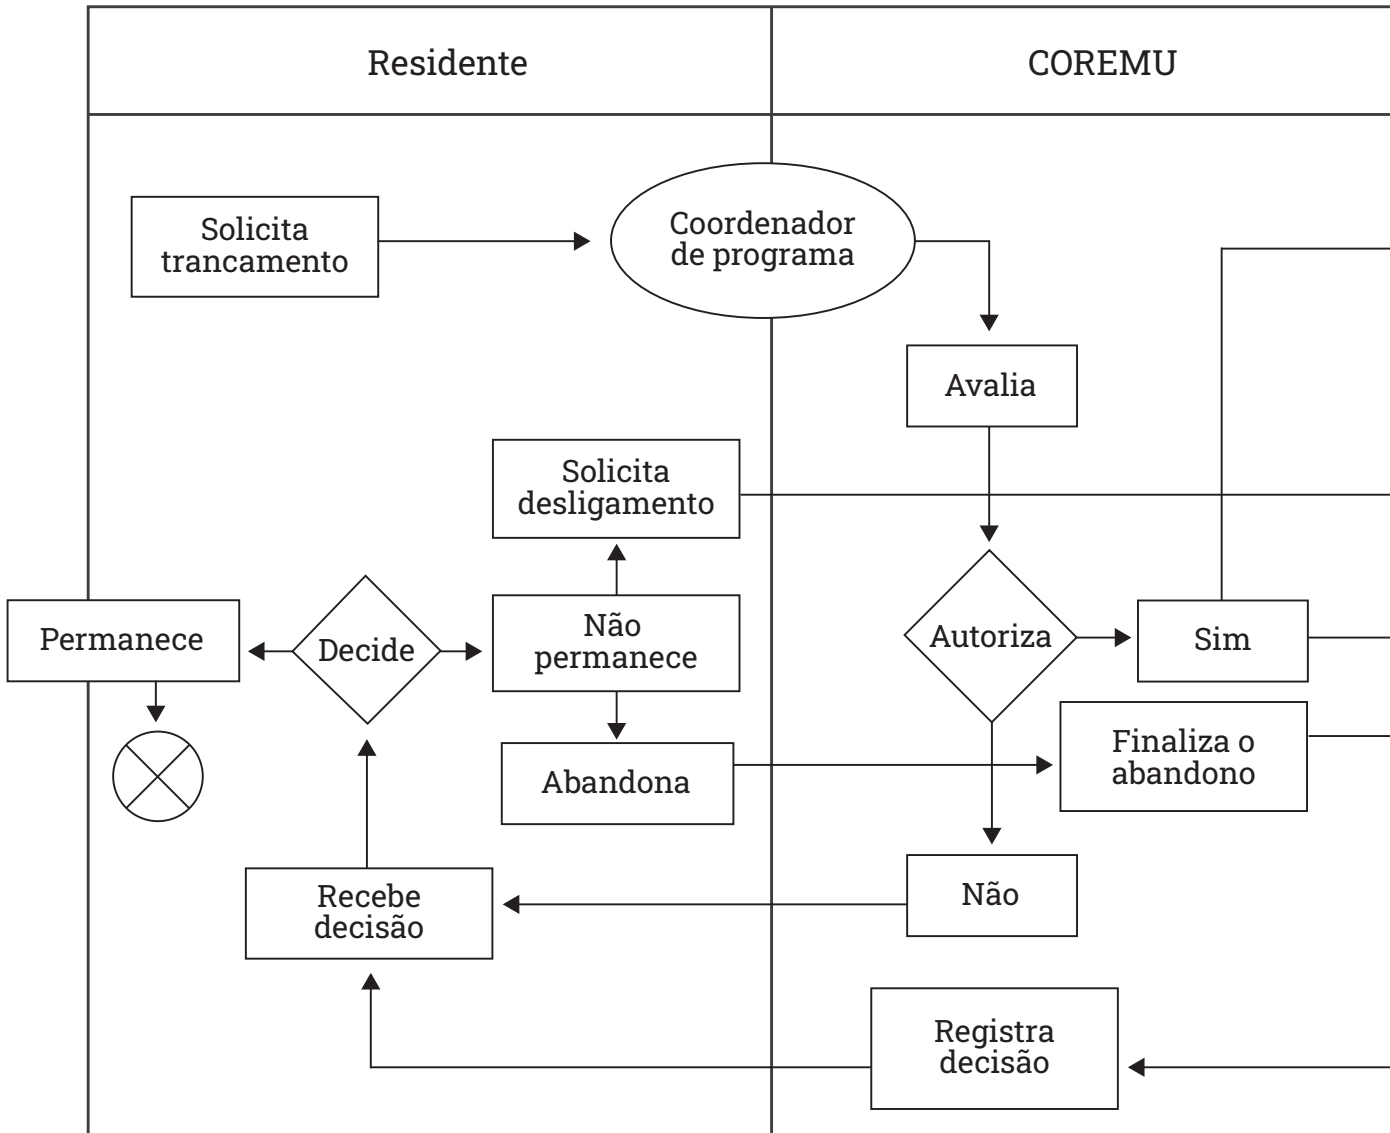 Residente
COREMU
Solicita
trancamento
Coordenador
de programa
Avalia
Solicita
desligamento
Permanece
Decide
Não
permanece
Autoriza
Sim
Abandona
Finaliza o
abandono
Recebe
decisão
Não
Registra
decisão